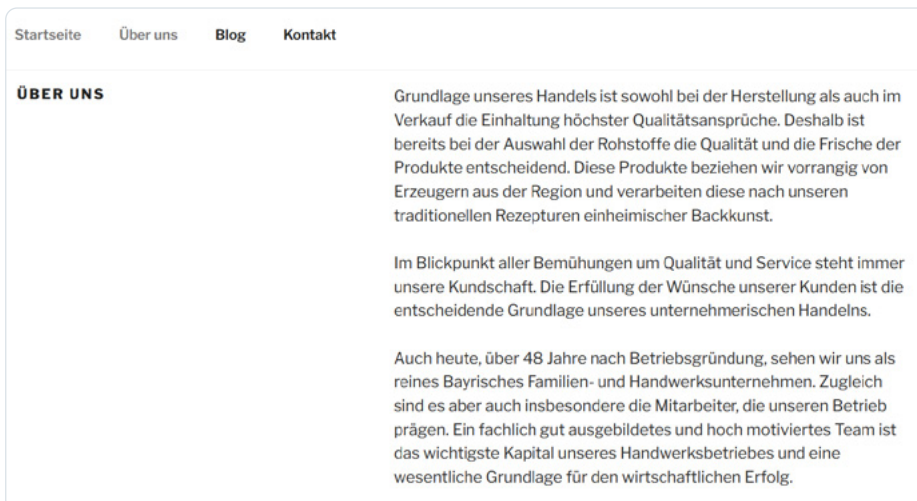 Startseite Über uns Blog Kontakt
ÜBER UNS
Grundlage unseres Handels ist sowohl bei der Herstellung als auch im
Verkauf die Einhaltung höchster Qualitätsansprüche. Deshalb ist
bereits bei der Auswahl der Rohstoffe die Qualität und die Frische der
Produkte entscheidend. Diese Produkte beziehen wir vorrangig von
Erzeugern aus der Region und verarbeiten diese nach unseren
traditionellen Rezepturen einheimischer Backkunst.
Im Blickpunkt aller Bemühungen um Qualität und Service steht immer
unsere Kundschaft. Die Erfüllung der Wünsche unserer Kunden ist die
entscheidende Grundlage unseres unternehmerischen Handelns.
Auch heute, über 48 Jahre nach Betriebsgründung, sehen wir uns als
reines Bayrisches Familien- und Handwerksunternehmen. Zugleich
sind es aber auch insbesondere die Mitarbeiter, die unseren Betrieb
prägen. Ein fachlich gut ausgebildetes und hoch motiviertes Team ist
das wichtigste Kapital unseres Handwerksbetriebes und eine
wesentliche Grundlage für den wirtschaftlichen Erfolg.